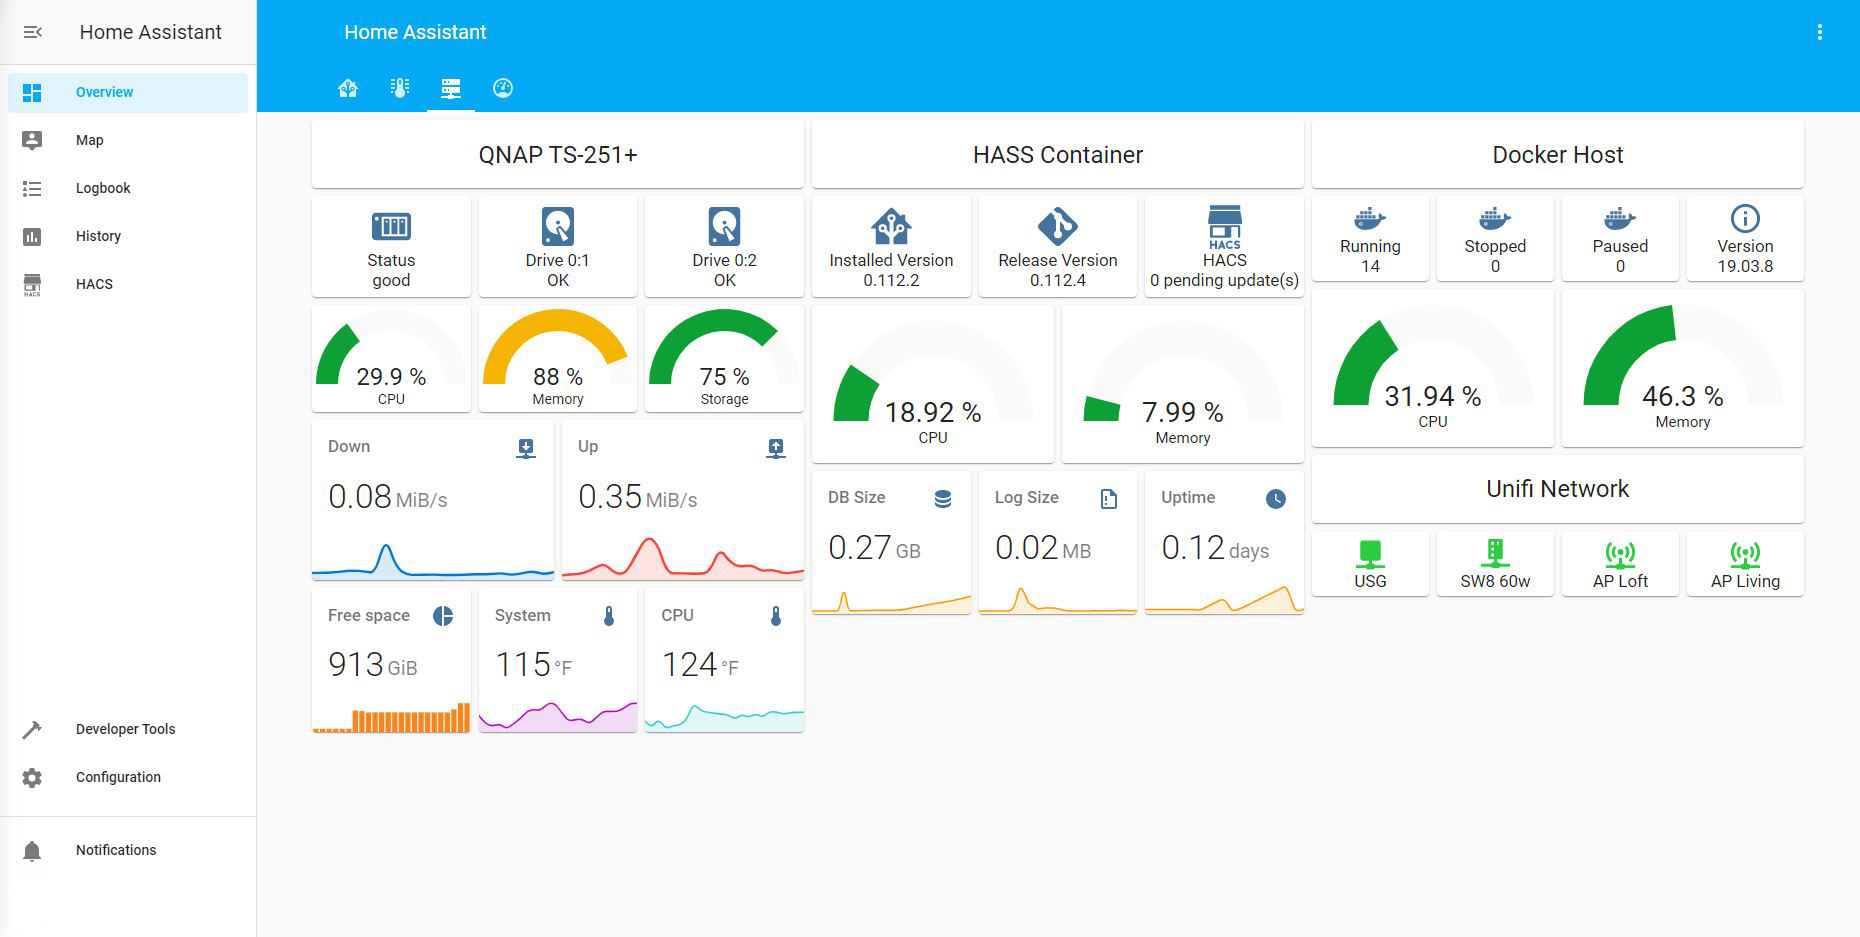 Home Assistant
Overview
Map
Logbook
History
HACS
HACS
Developer Tools
Configuration
Notifications
Home Assistant
QNAP TS-251+
Status
good
Drive 0:1
OK
Drive 0:2
OK
29.9 %
CPU
88 %
Memory
75 %
Storage
Down
0.08 MiB/s
Up
0.35 MiB/s
Free space
913 GiB
System
115 °F
CPU
124 °F
HASS Container
Installed Version
0.112.2
Release Version
0.112.4
HACS
HACS
0 pending update(s)
18.92 %
CPU
7.99 %
Memory
DB Size
0.27 GB
Log Size
0.02 MB
Uptime
0.12 days
Docker Host
Running
14
Stopped
0
Paused
0
Version
19.03.8
31.94 %
CPU
46.3 %
Memory
Unifi Network
USG
SW8 60w
AP Loft
AP Living